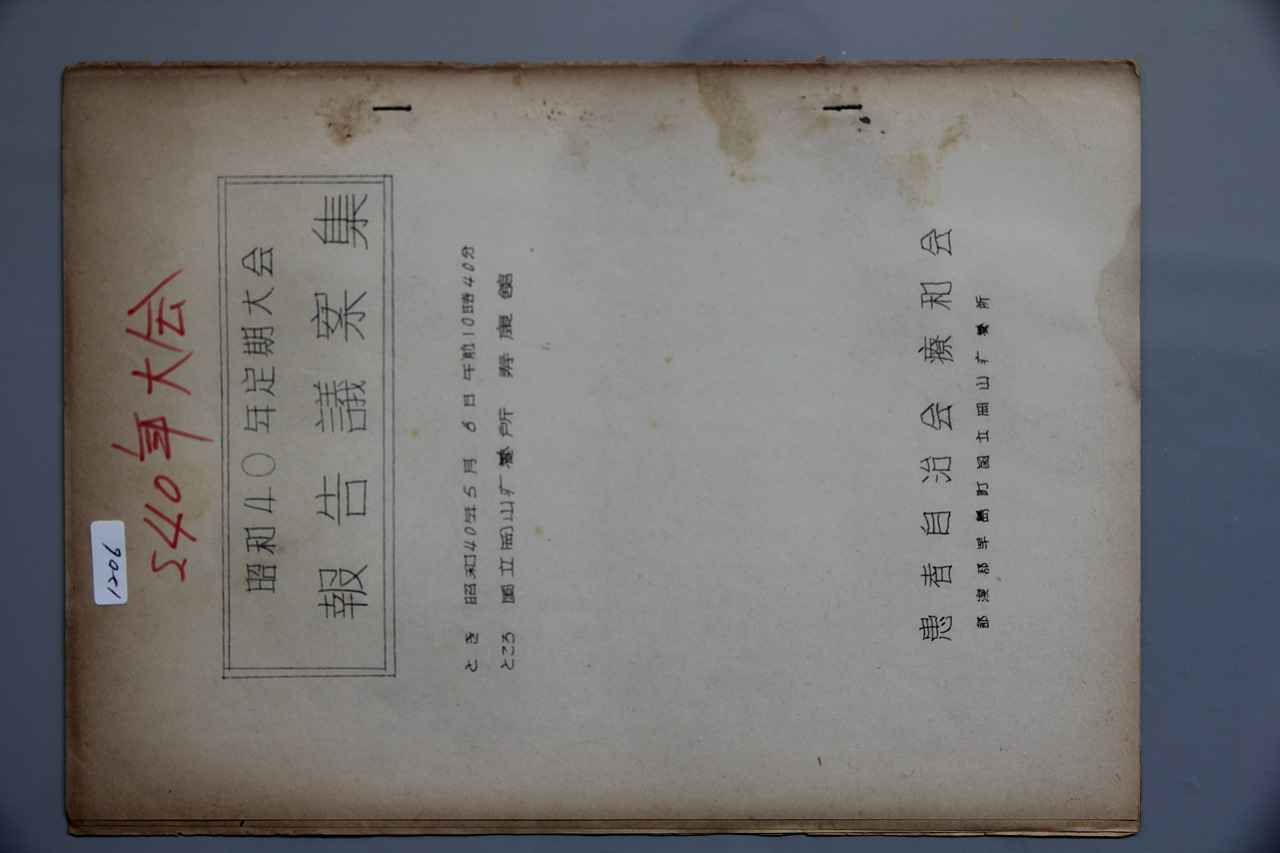 1206
S40年大会
昭和40年定期大会
報告議案集
とき 昭和40年5月6日午前10時40分
ところ 国立岡山疗養所 寿康館
患者自治会 療和会
都窪郡早島町国立岡山疗養所